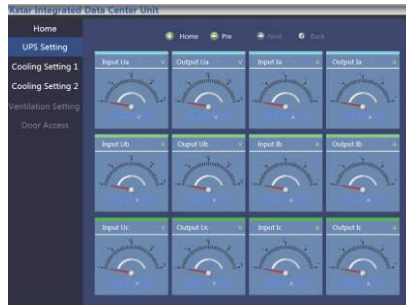 Kstar Integrated Data Center Unit
Home
UPS Setting
Cooling Setting 1
Cooling Setting 2
Ventilation Setting
Door Access
Home Pre Next Back
Input Ua V Output Ua V Input Ia A Output Ia A
Input Ub V Ouput Ub V Input Ib A Output Ib A
Input Uc V Output Uc V Input Ic A Output Ic A